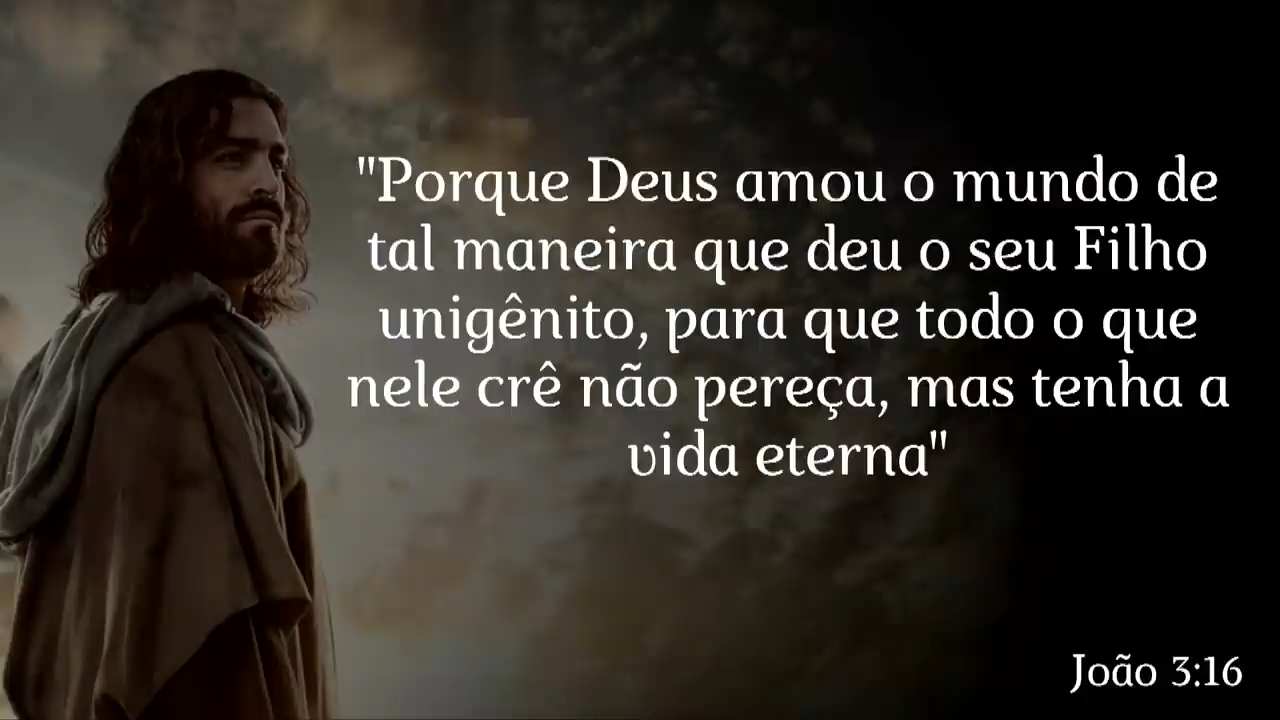 "Porque Deus amou o mundo de
tal maneira que deu o seu Filho
unigênito, para que todo o que
nele crê não pereça, mas tenha a
vida eterna"
João 3:16